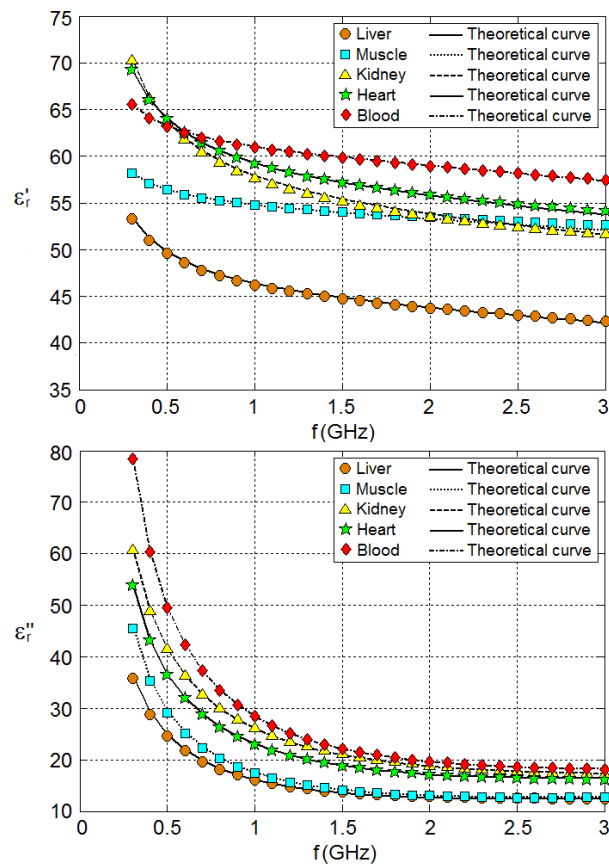 75
70
65
60
55
50
45
40
35
εr'
Liver Theoretical curve
Muscle Theoretical curve
Kidney Theoretical curve
Heart Theoretical curve
Blood Theoretical curve
0 0.5 1 1.5 2 2.5 3
f(GHz)
80
70
60
50
40
30
20
10
εr''
Liver Theoretical curve
Muscle Theoretical curve
Kidney Theoretical curve
Heart Theoretical curve
Blood Theoretical curve
0 0.5 1 1.5 2 2.5 3
f(GHz)